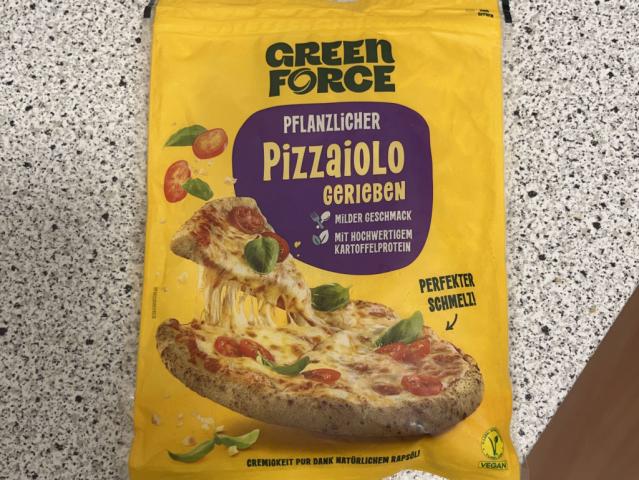 GREEN
FORCE
PFLANZLICHER
PIZZAIOLO
GERIEBEN
MILDER GESCHMACK
MIT HOCHWERTIGEM
KARTOFFELPROTEIN
PERFEKTER
SCHMELZ!
CREMIGKEIT PUR DANK NATÜRLICHEM RAPSÖL!
VEGAN